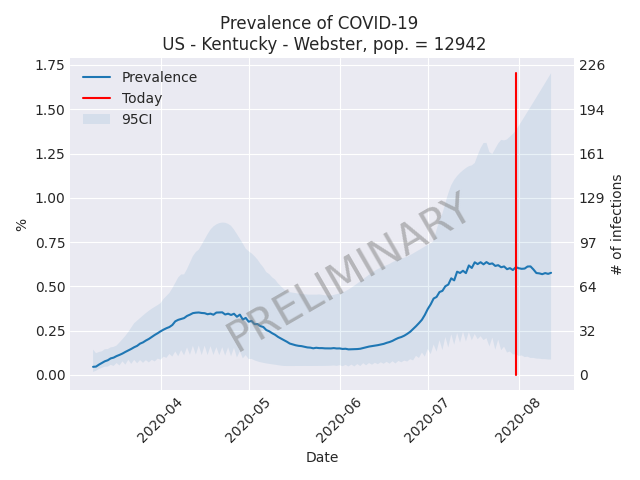 Prevalence of COVID-19
US - Kentucky - Webster, pop. = 12942
Prevalence
Today
95CI
PRELIMINARY
%
1.75
1.50
1.25
1.00
0.75
0.50
0.25
0.00
226
194
161
129
97
64
32
0
# of infections
2020-04
2020-05
2020-06
2020-07
2020-08
Date